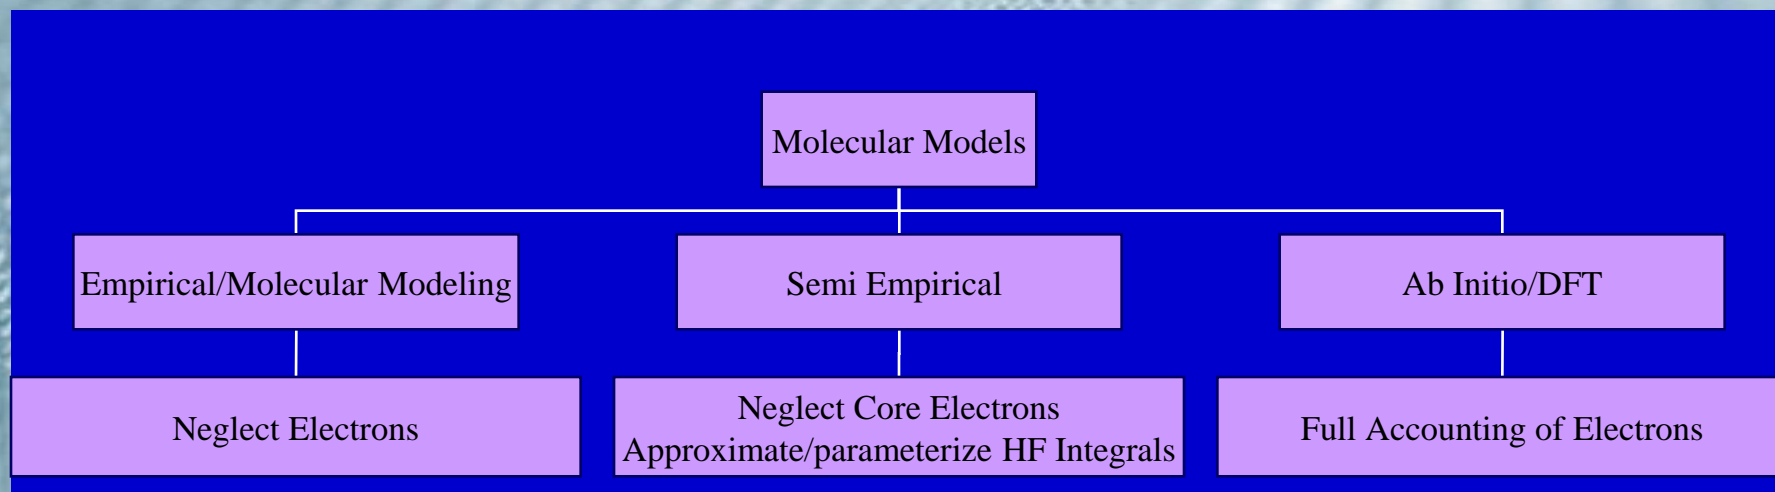 Molecular Models
Empirical/Molecular Modeling
Semi Empirical
Ab Initio/DFT
Neglect Electrons
Neglect Core Electrons
Approximate/parameterize HF Integrals
Full Accounting of Electrons